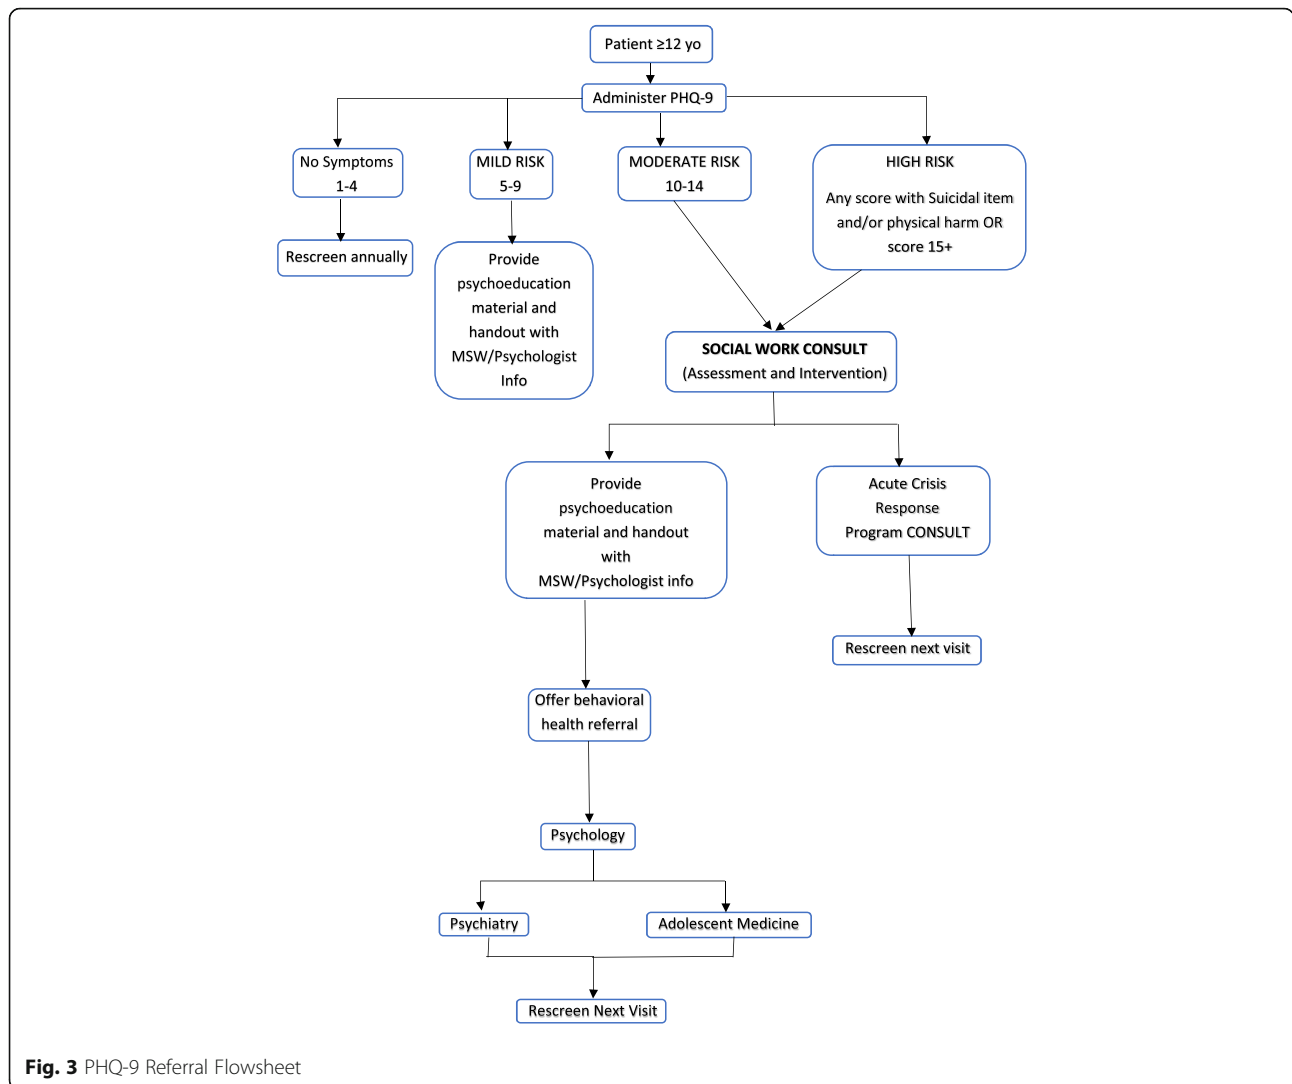 Patient ≥12 yo
Administer PHQ-9
No Symptoms
1-4
MILD RISK
5-9
MODERATE RISK
10-14
HIGH RISK
Any score with Suicidal item
and/or physical harm OR
score 15+
Rescreen annually
Provide
psychoeducation
material and
handout with
MSW/Psychologist
Info
SOCIAL WORK CONSULT
(Assessment and Intervention)
Provide
psychoeducation
material and handout
with
MSW/Psychologist info
Acute Crisis
Response
Program CONSULT
Rescreen next visit
Offer behavioral
health referral
Psychology
Psychiatry
Adolescent Medicine
Rescreen Next Visit
Fig. 3 PHQ-9 Referral Flowsheet